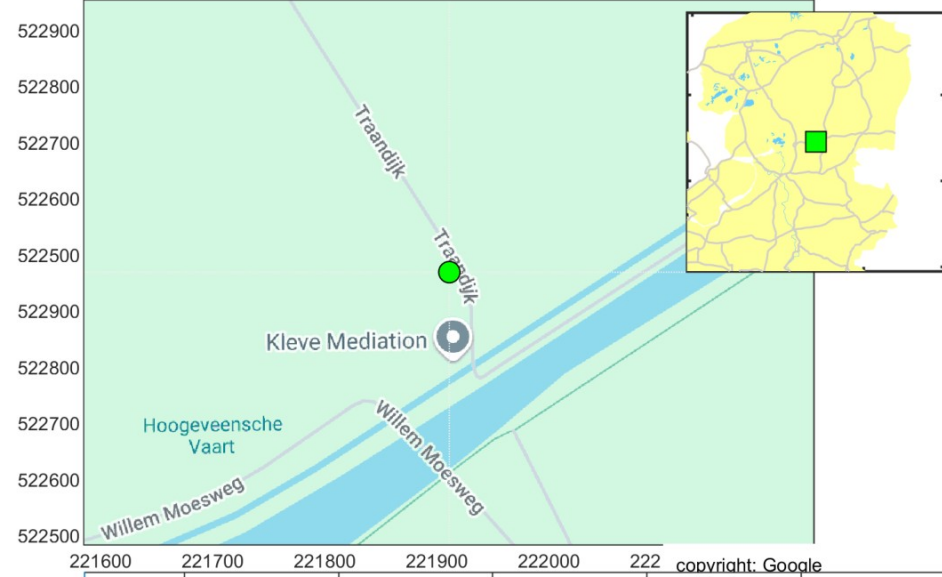 522900
522800
522700
522600
522500
522900
522800
522700
522600
522500
Traandijk
Traandijk
Kleve Mediation
Hoogeveensche
Vaart
Willem Moesweg
Willem Moesweg
221600 221700 221800 221900 222000 222
copyright: Google